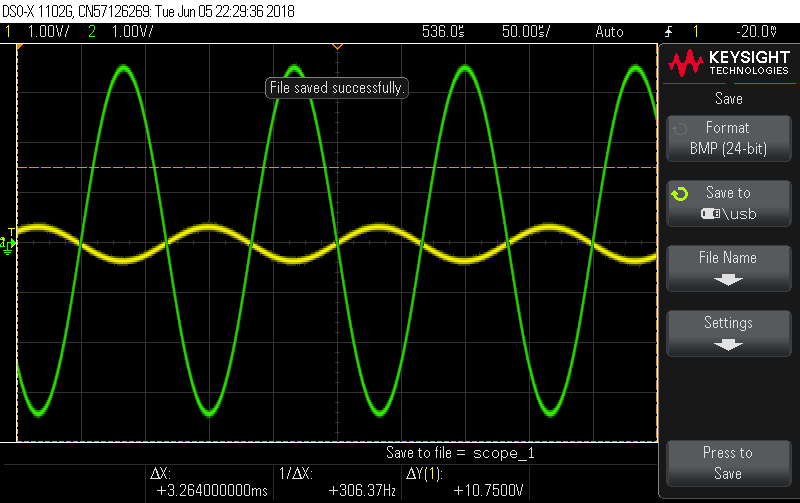 DSO-X 1102G, CN57126269: Tue Jun 05 22:29:36 2018
1 1.00V/ 2 1.00V/ 536.0s 50.00s/ Auto 1 -20.0V
KEYSIGHT
TECHNOLOGIES
Save
File saved successfully.
Format
BMP (24-bit)
Save to
\usb
T
File Name
Settings
Save to file = scope_1
Press to
Save
ΔX:
+3.264000000ms
1/ΔX:
+306.37Hz
ΔY(1):
+10.7500V